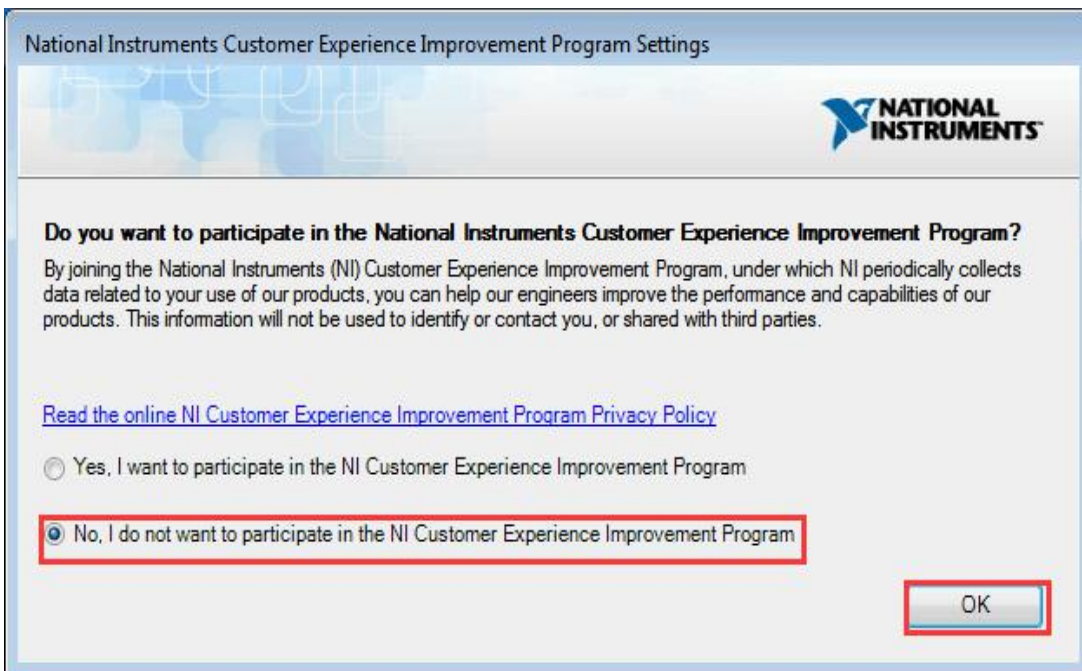 National Instruments Customer Experience Improvement Program Settings
NATIONAL
INSTRUMENTS™
Do you want to participate in the National Instruments Customer Experience Improvement Program?
By joining the National Instruments (NI) Customer Experience Improvement Program, under which NI periodically collects
data related to your use of our products, you can help our engineers improve the performance and capabilities of our
products. This information will not be used to identify or contact you, or shared with third parties.
Read the online NI Customer Experience Improvement Program Privacy Policy
Yes, I want to participate in the NI Customer Experience Improvement Program
No, I do not want to participate in the NI Customer Experience Improvement Program
OK